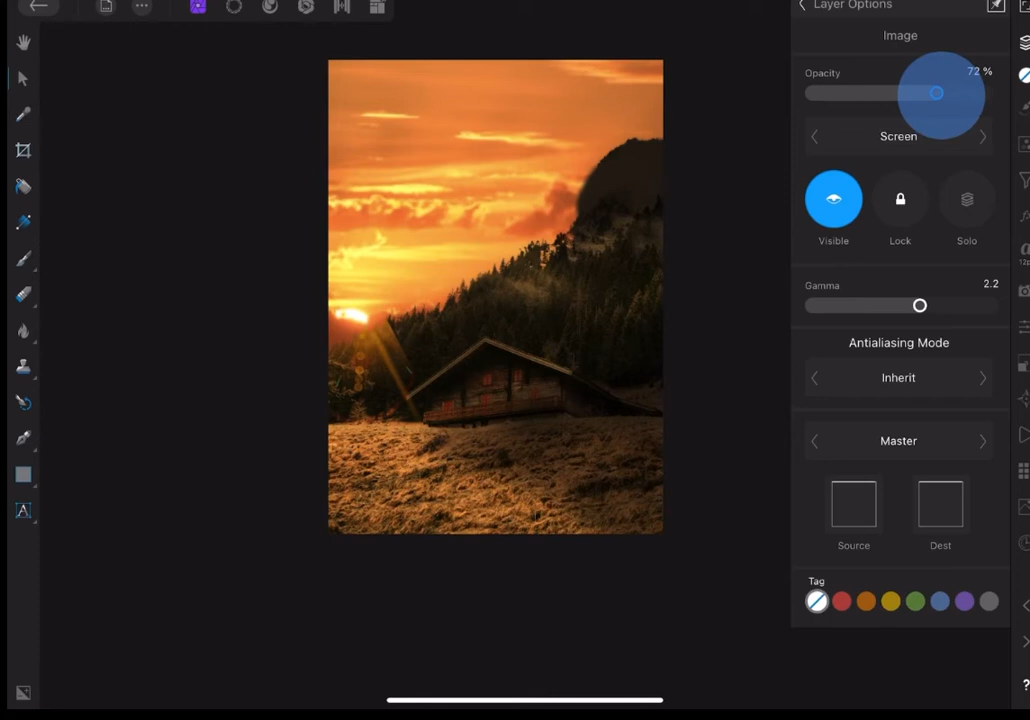 Layer Options
Image
Opacity
72 %
Screen
Visible
Lock
Solo
Gamma
2.2
Antialiasing Mode
Inherit
Master
Source
Dest
Tag
A
a
12p
?